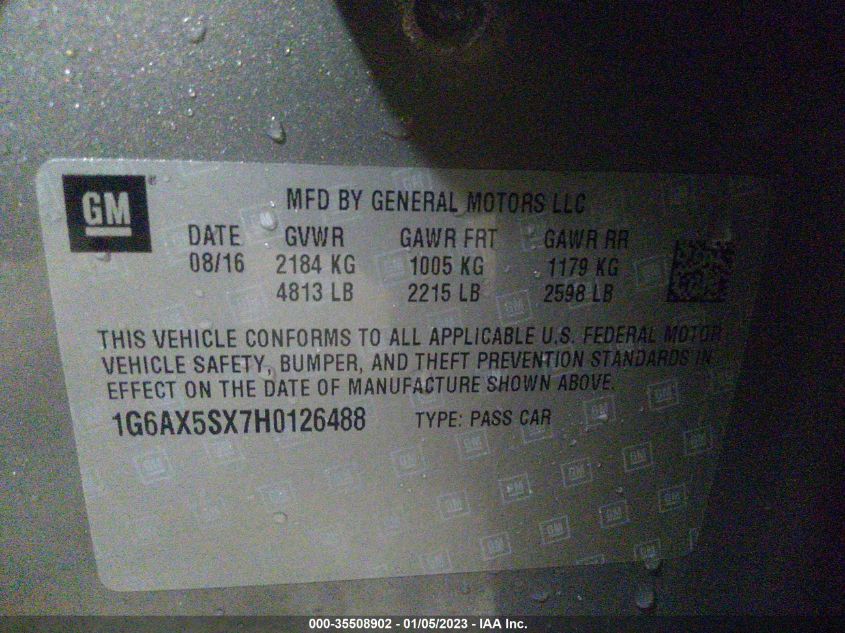 GM
MFD BY GENERAL MOTORS LLC
DATE GVWR GAWR FRT GAWR RR
08/16 2184 KG 1005 KG 1179 KG
4813 LB 2215 LB 2598 LB
THIS VEHICLE CONFORMS TO ALL APPLICABLE U.S. FEDERAL MOTOR
VEHICLE SAFETY, BUMPER, AND THEFT PREVENTION STANDARDS IN
EFFECT ON THE DATE OF MANUFACTURE SHOWN ABOVE.
1G6AX5SX7H0126488 TYPE: PASS CAR
000-35508902 - 01/05/2023 - IAA Inc.